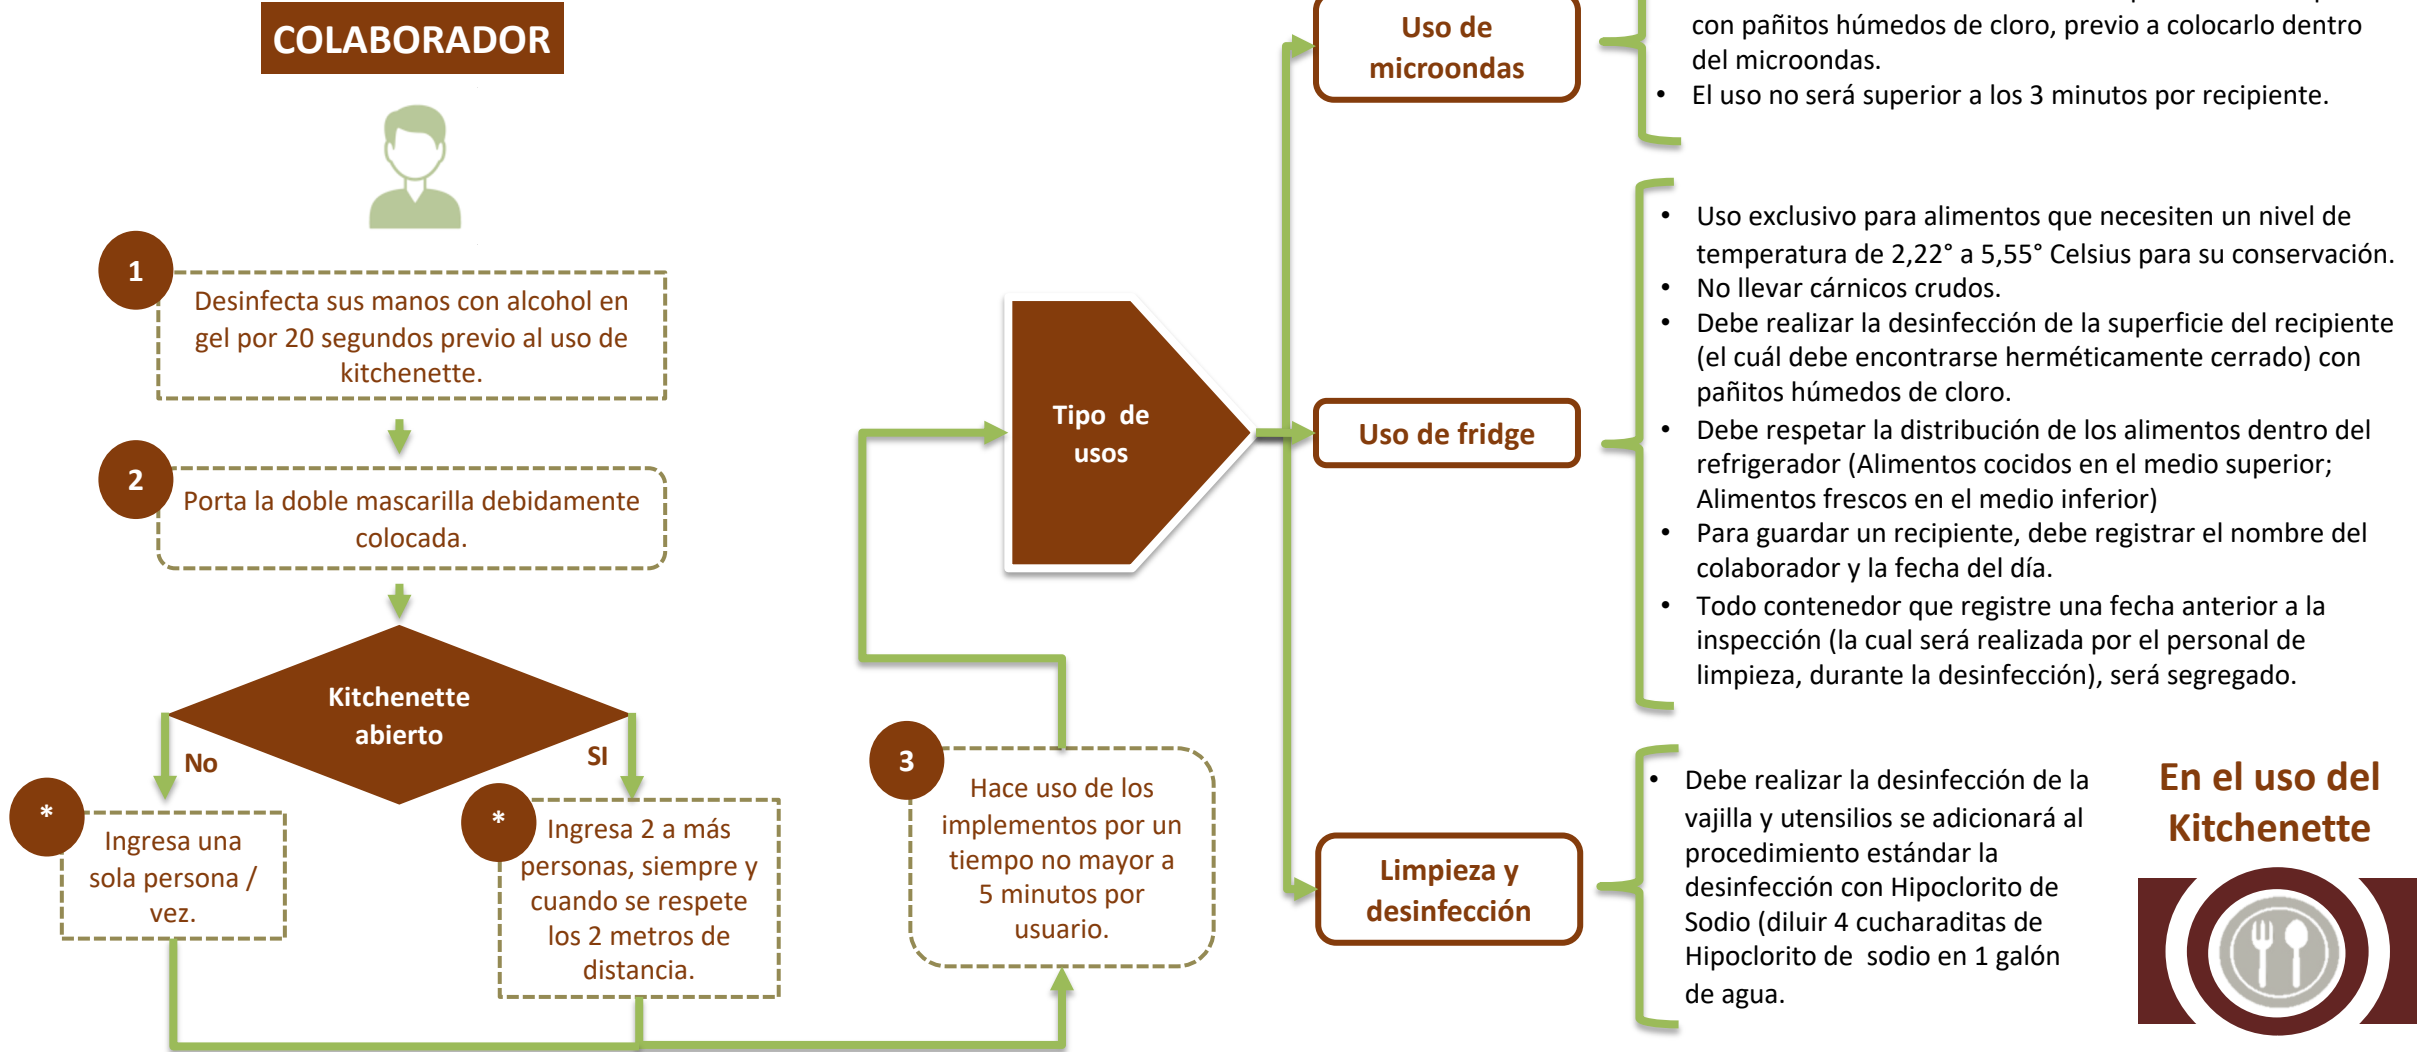 COLABORADOR
1
Desinfecta sus manos con alcohol en
gel por 20 segundos previo al uso de
kitchenette.
2
Porta la doble mascarilla debidamente
colocada.
Kitchenette
abierto
No
SI
*
Ingresa una
sola persona /
vez.
*
Ingresa 2 a más
personas, siempre y
cuando se respete
los 2 metros de
distancia.
3
Hace uso de los
implementos por un
tiempo no mayor a
5 minutos por
usuario.
Tipo de
usos
Uso de
microondas
con pañitos húmedos de cloro, previo a colocarlo dentro
del microondas.
• El uso no será superior a los 3 minutos por recipiente.
Uso de fridge
• Uso exclusivo para alimentos que necesiten un nivel de
temperatura de 2,22° a 5,55° Celsius para su conservación.
• No llevar cárnicos crudos.
• Debe realizar la desinfección de la superficie del recipiente
(el cuál debe encontrarse herméticamente cerrado) con
pañitos húmedos de cloro.
• Debe respetar la distribución de los alimentos dentro del
refrigerador (Alimentos cocidos en el medio superior;
Alimentos frescos en el medio inferior)
• Para guardar un recipiente, debe registrar el nombre del
colaborador y la fecha del día.
• Todo contenedor que registre una fecha anterior a la
inspección (la cual será realizada por el personal de
limpieza, durante la desinfección), será segregado.
Limpieza y
desinfección
• Debe realizar la desinfección de la
vajilla y utensilios se adicionará al
procedimiento estándar la
desinfección con Hipoclorito de
Sodio (diluir 4 cucharaditas de
Hipoclorito de sodio en 1 galón
de agua.
En el uso del
Kitchenette